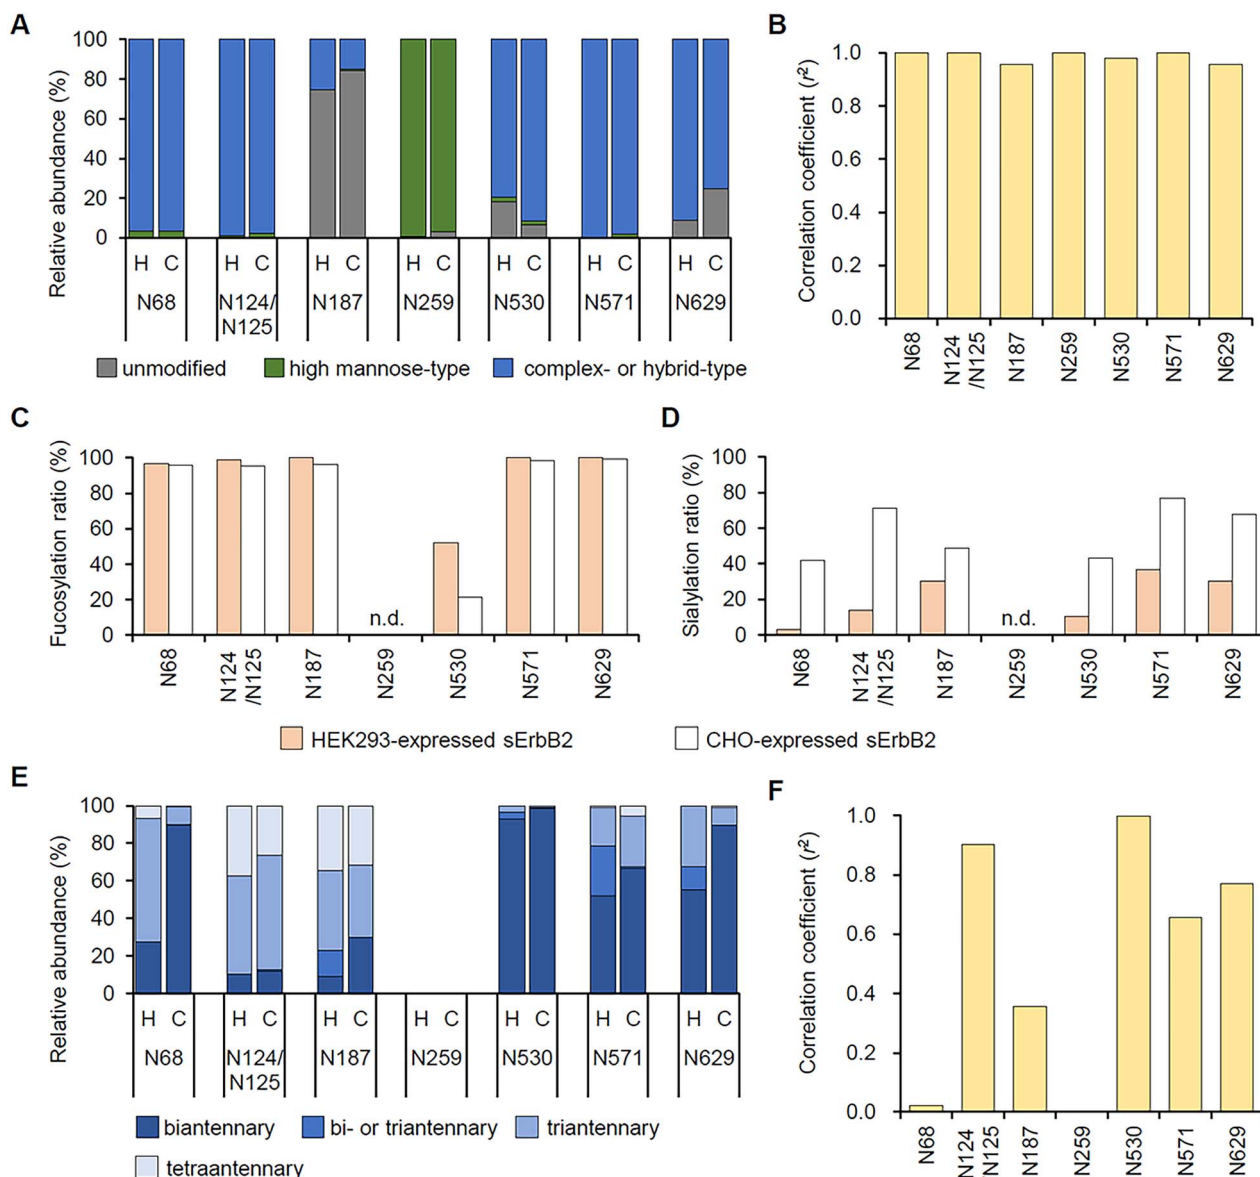 A
Relative abundance (%)
100
80
60
40
20
0
H C H C H C H C H C H C H C
N68 N124/ N187 N259 N530 N571 N629
N125
unmodified high mannose-type complex- or hybrid-type
B
Correlation coefficient (r²)
1.0
0.8
0.6
0.4
0.2
0.0
N68
N124
/N125
N187
N259
N530
N571
N629
C
Fucosylation ratio (%)
100
80
60
40
20
0
n.d.
N68
N124
/N125
N187
N259
N530
N571
N629
D
Sialylation ratio (%)
100
80
60
40
20
0
n.d.
N68
N124
/N125
N187
N259
N530
N571
N629
HEK293-expressed sErbB2 CHO-expressed sErbB2
E
Relative abundance (%)
100
80
60
40
20
0
H C H C H C H C H C H C H C
N68 N124/ N187 N259 N530 N571 N629
N125
biantennary bi- or triantennary triantennary
tetraantennary
F
Correlation coefficient (r²)
1.0
0.8
0.6
0.4
0.2
0.0
N68
N124
/N125
N187
N259
N530
N571
N629